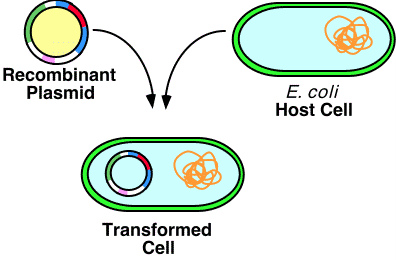 Recombinant
Plasmid
E. coli
Host Cell
Transformed
Cell